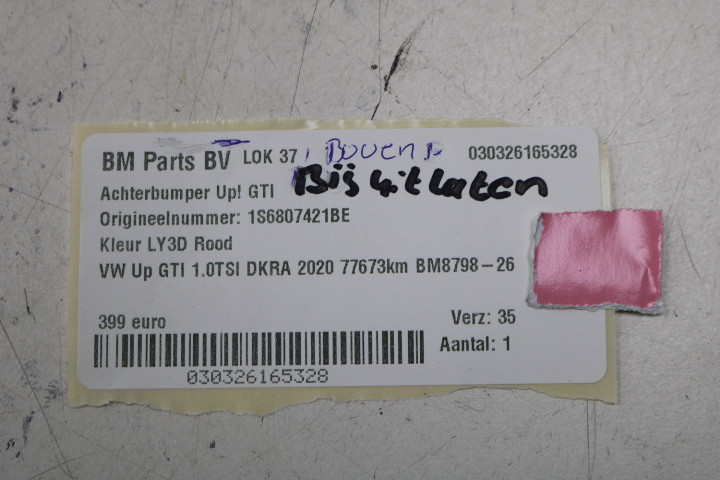 BM Parts BV LOK 37 Boven 030326165328
Bij uitlaten
Achterbumper Up! GTI
Origineelnummer: 1S6807421BE
Kleur LY3D Rood
VW Up GTI 1.0TSI DKRA 2020 77673km BM8798-26
399 euro Verz: 35
Aantal: 1
030326165328